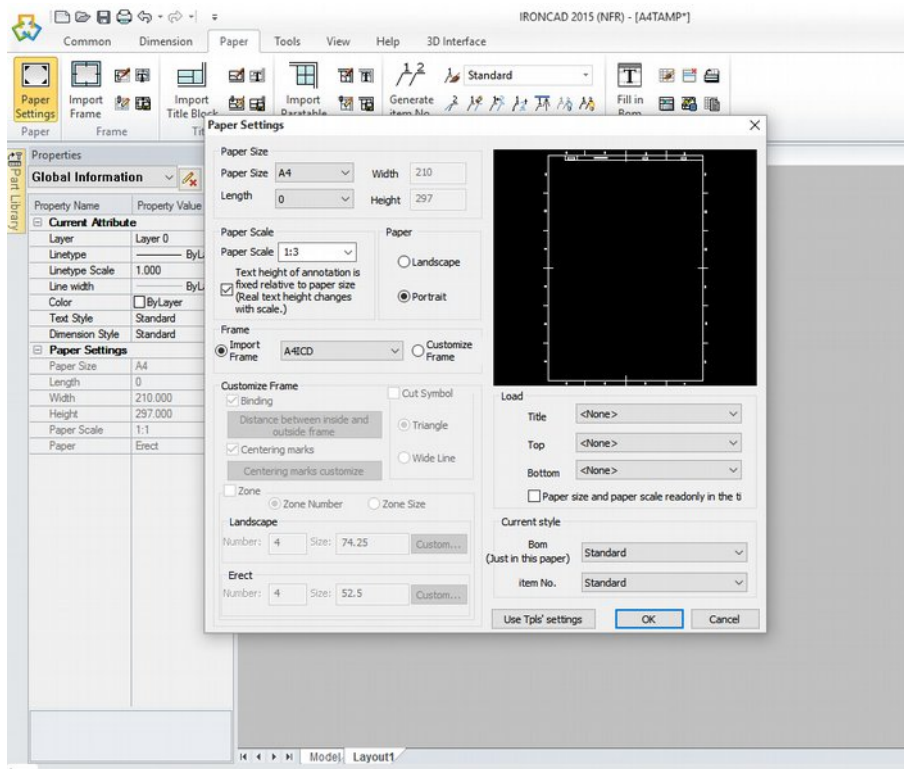 IRONCAD 2015 (NFR) - [A4TAMP*]
Common Dimension Paper Tools View Help 3D Interface
Standard
Paper Settings
Import Frame
Import Title Block
Import
Generate
Fill in
Paper Frame
Paper Settings
Part Library
Properties
Global Information
Property Name Property Value
Current Attribute
Layer Layer 0
Linetype ByL
Linetype Scale 1.000
Line width ByL
Color ByLayer
Text Style Standard
Dimension Style Standard
Paper Settings
Paper Size A4
Length 0
Width 210.000
Height 297.000
Paper Scale 1:1
Paper Erect
Paper Size
Paper Size A4 Width 210
Length 0 Height 297
Paper Scale
Paper Scale 1:3
Text height of annotation is
fixed relative to paper size
(Real text height changes
with scale.)
Paper
Landscape
Portrait
Frame
Import Frame A4ICD Customize Frame
Customize Frame
Binding
Distance between inside and
outside frame
Centering marks
Centering marks customize
Cut Symbol
Triangle
Wide Line
Zone
Zone Number Zone Size
Landscape
Number: 4 Size: 74.25 Custom...
Erect
Number: 4 Size: 52.5 Custom...
Load
Title <None>
Top <None>
Bottom <None>
Paper size and paper scale readonly in the ti
Current style
Bom
(Just in this paper) Standard
item No. Standard
Use Tpls' settings OK Cancel
Model Layout1